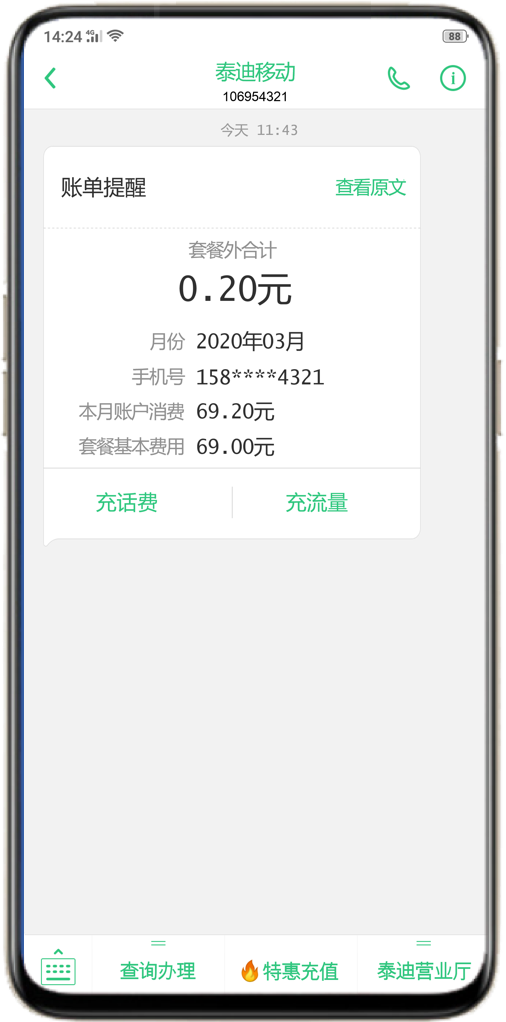 14:24 4G 88
泰迪移动
106954321
今天 11:43
账单提醒 查看原文
套餐外合计
0.20元
月份 2020年03月
手机号 158****4321
本月账户消费 69.20元
套餐基本费用 69.00元
充话费 充流量
查询办理 特惠充值 泰迪营业厅